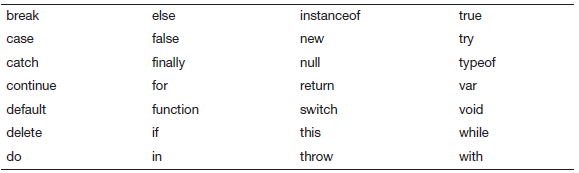 break else instanceof true
case false new try
catch finally null typeof
continue for return var
default function switch void
delete if this while
do in throw with